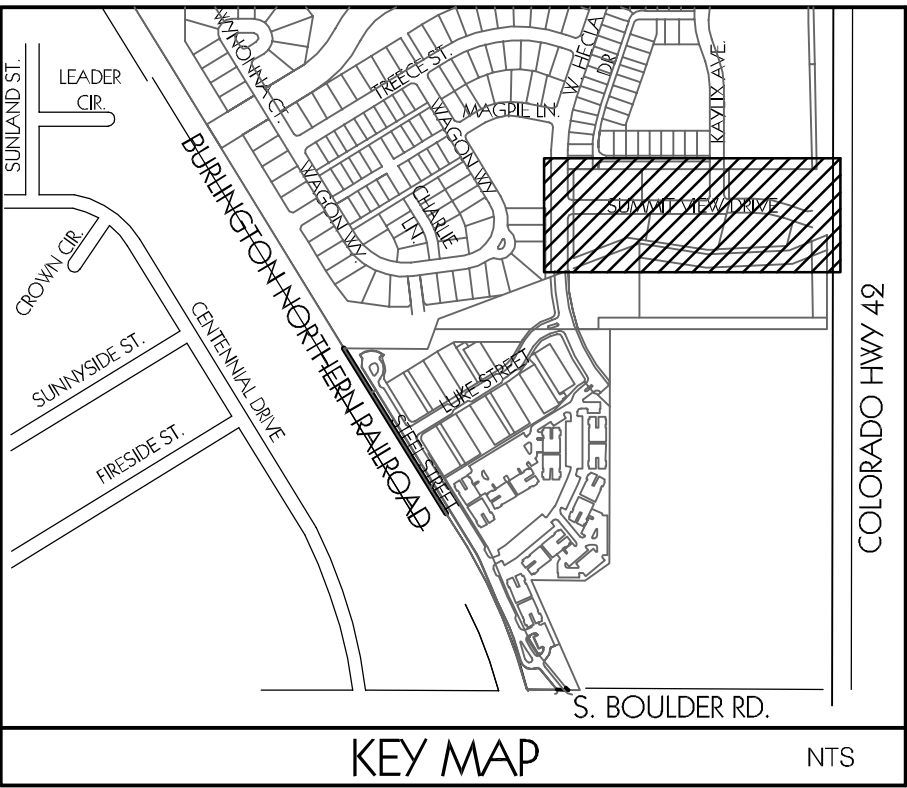 WYNONNA CT.
TREECE ST.
W. HECLA
DR.
KAYLIX AVE.
SUNLAND ST.
LEADER
CIR.
MAGPIE LN.
WAGON WY
WAGON WY
CHARLIE
LN.
SUMMIT VIEW DRIVE
BURLINGTON NORTHERN RAILROAD
CROWN CIR.
CENTENNIAL DRIVE
SUNNYSIDE ST.
FIRESIDE ST.
LUKE STREET
STEEL STREET
COLORADO HWY 42
S. BOULDER RD.
KEY MAP
NTS